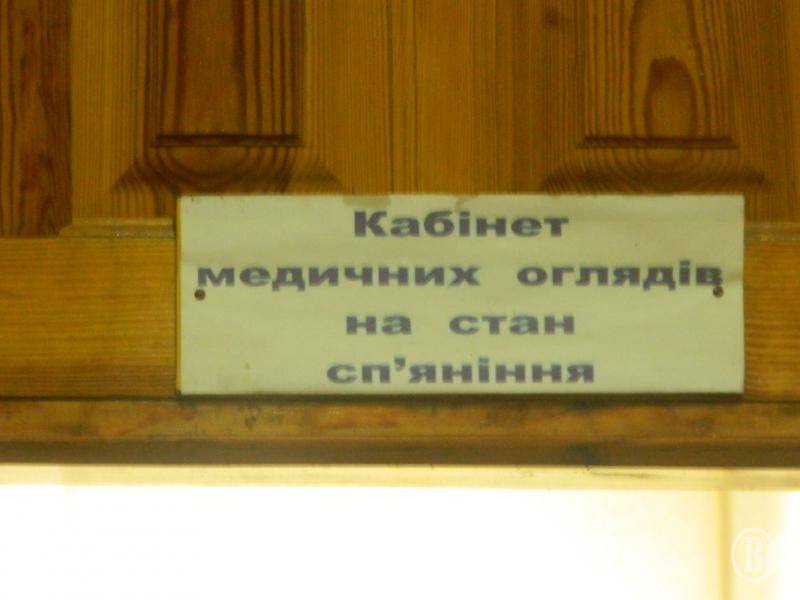 Кабінет
медичних оглядів
на стан
сп’яніння
В